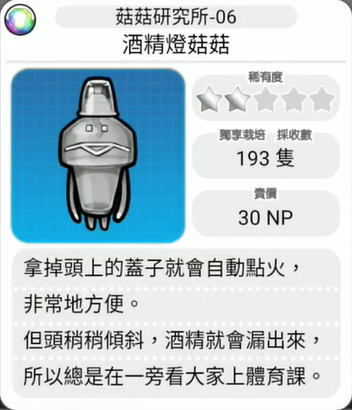 菇菇研究所-06
酒精燈菇菇
稀有度
獨享栽培　採收數
193 隻
賣價
30 NP
拿掉頭上的蓋子就會自動點火，
非常地方便。
但頭稍稍傾斜，酒精就會漏出來，
所以總是在一旁看大家上體育課。